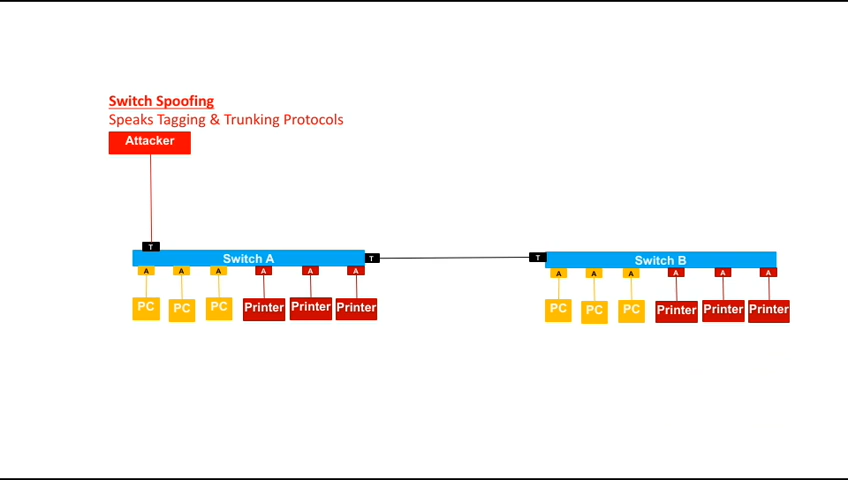 Switch Spoofing
Speaks Tagging & Trunking Protocols
Attacker
T
Switch A
T
T
Switch B
A A A A A A
A A A A A A
PC PC PC Printer Printer Printer
PC PC PC Printer Printer Printer